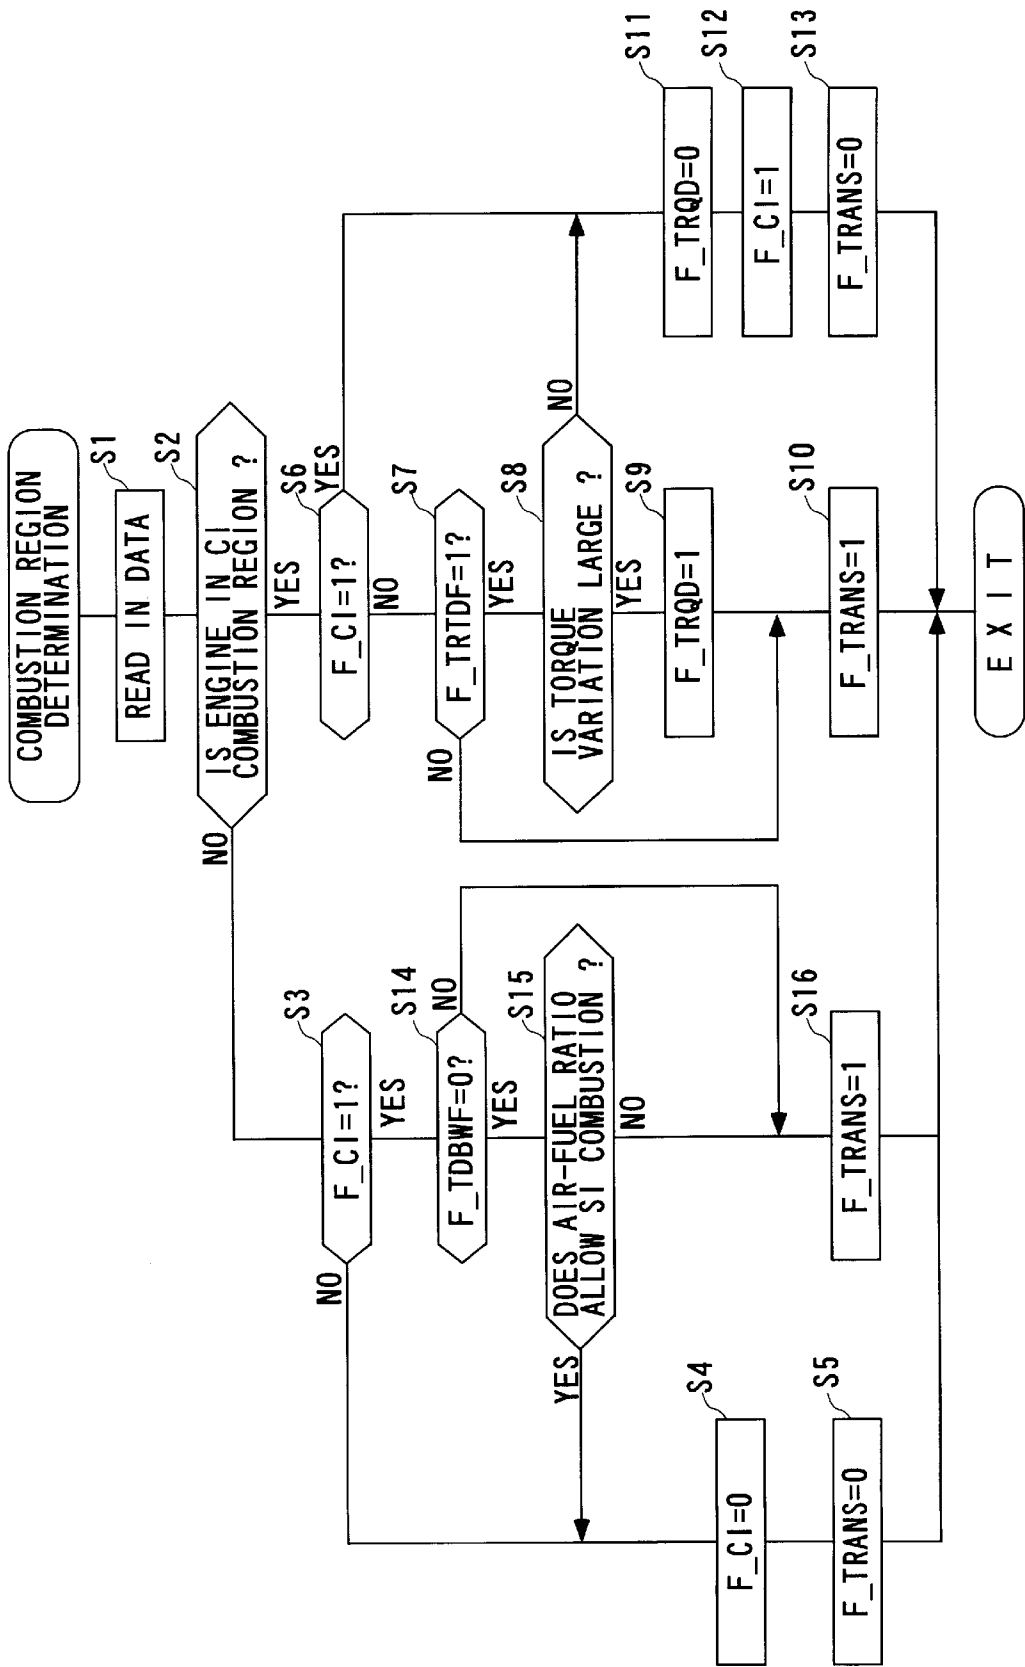 COMBUSTION REGION
DETERMINATION
S1
READ IN DATA
S2
IS ENGINE IN CI
COMBUSTION REGION ?
NO
YES
S3
F_CI=1?
NO
YES
S6
F_CI=1?
YES
NO
S14
F_TDBWF=0?
NO
YES
S7
F_TRTDF=1?
NO
YES
S15
DOES AIR-FUEL RATIO
ALLOW SI COMBUSTION ?
YES
NO
S8
IS TORQUE
VARIATION LARGE ?
NO
YES
S4
F_CI=0
S9
F_TRQD=1
S11
F_TRQD=0
S12
F_CI=1
S5
F_TRANS=0
S16
F_TRANS=1
S10
F_TRANS=1
S13
F_TRANS=0
EXIT